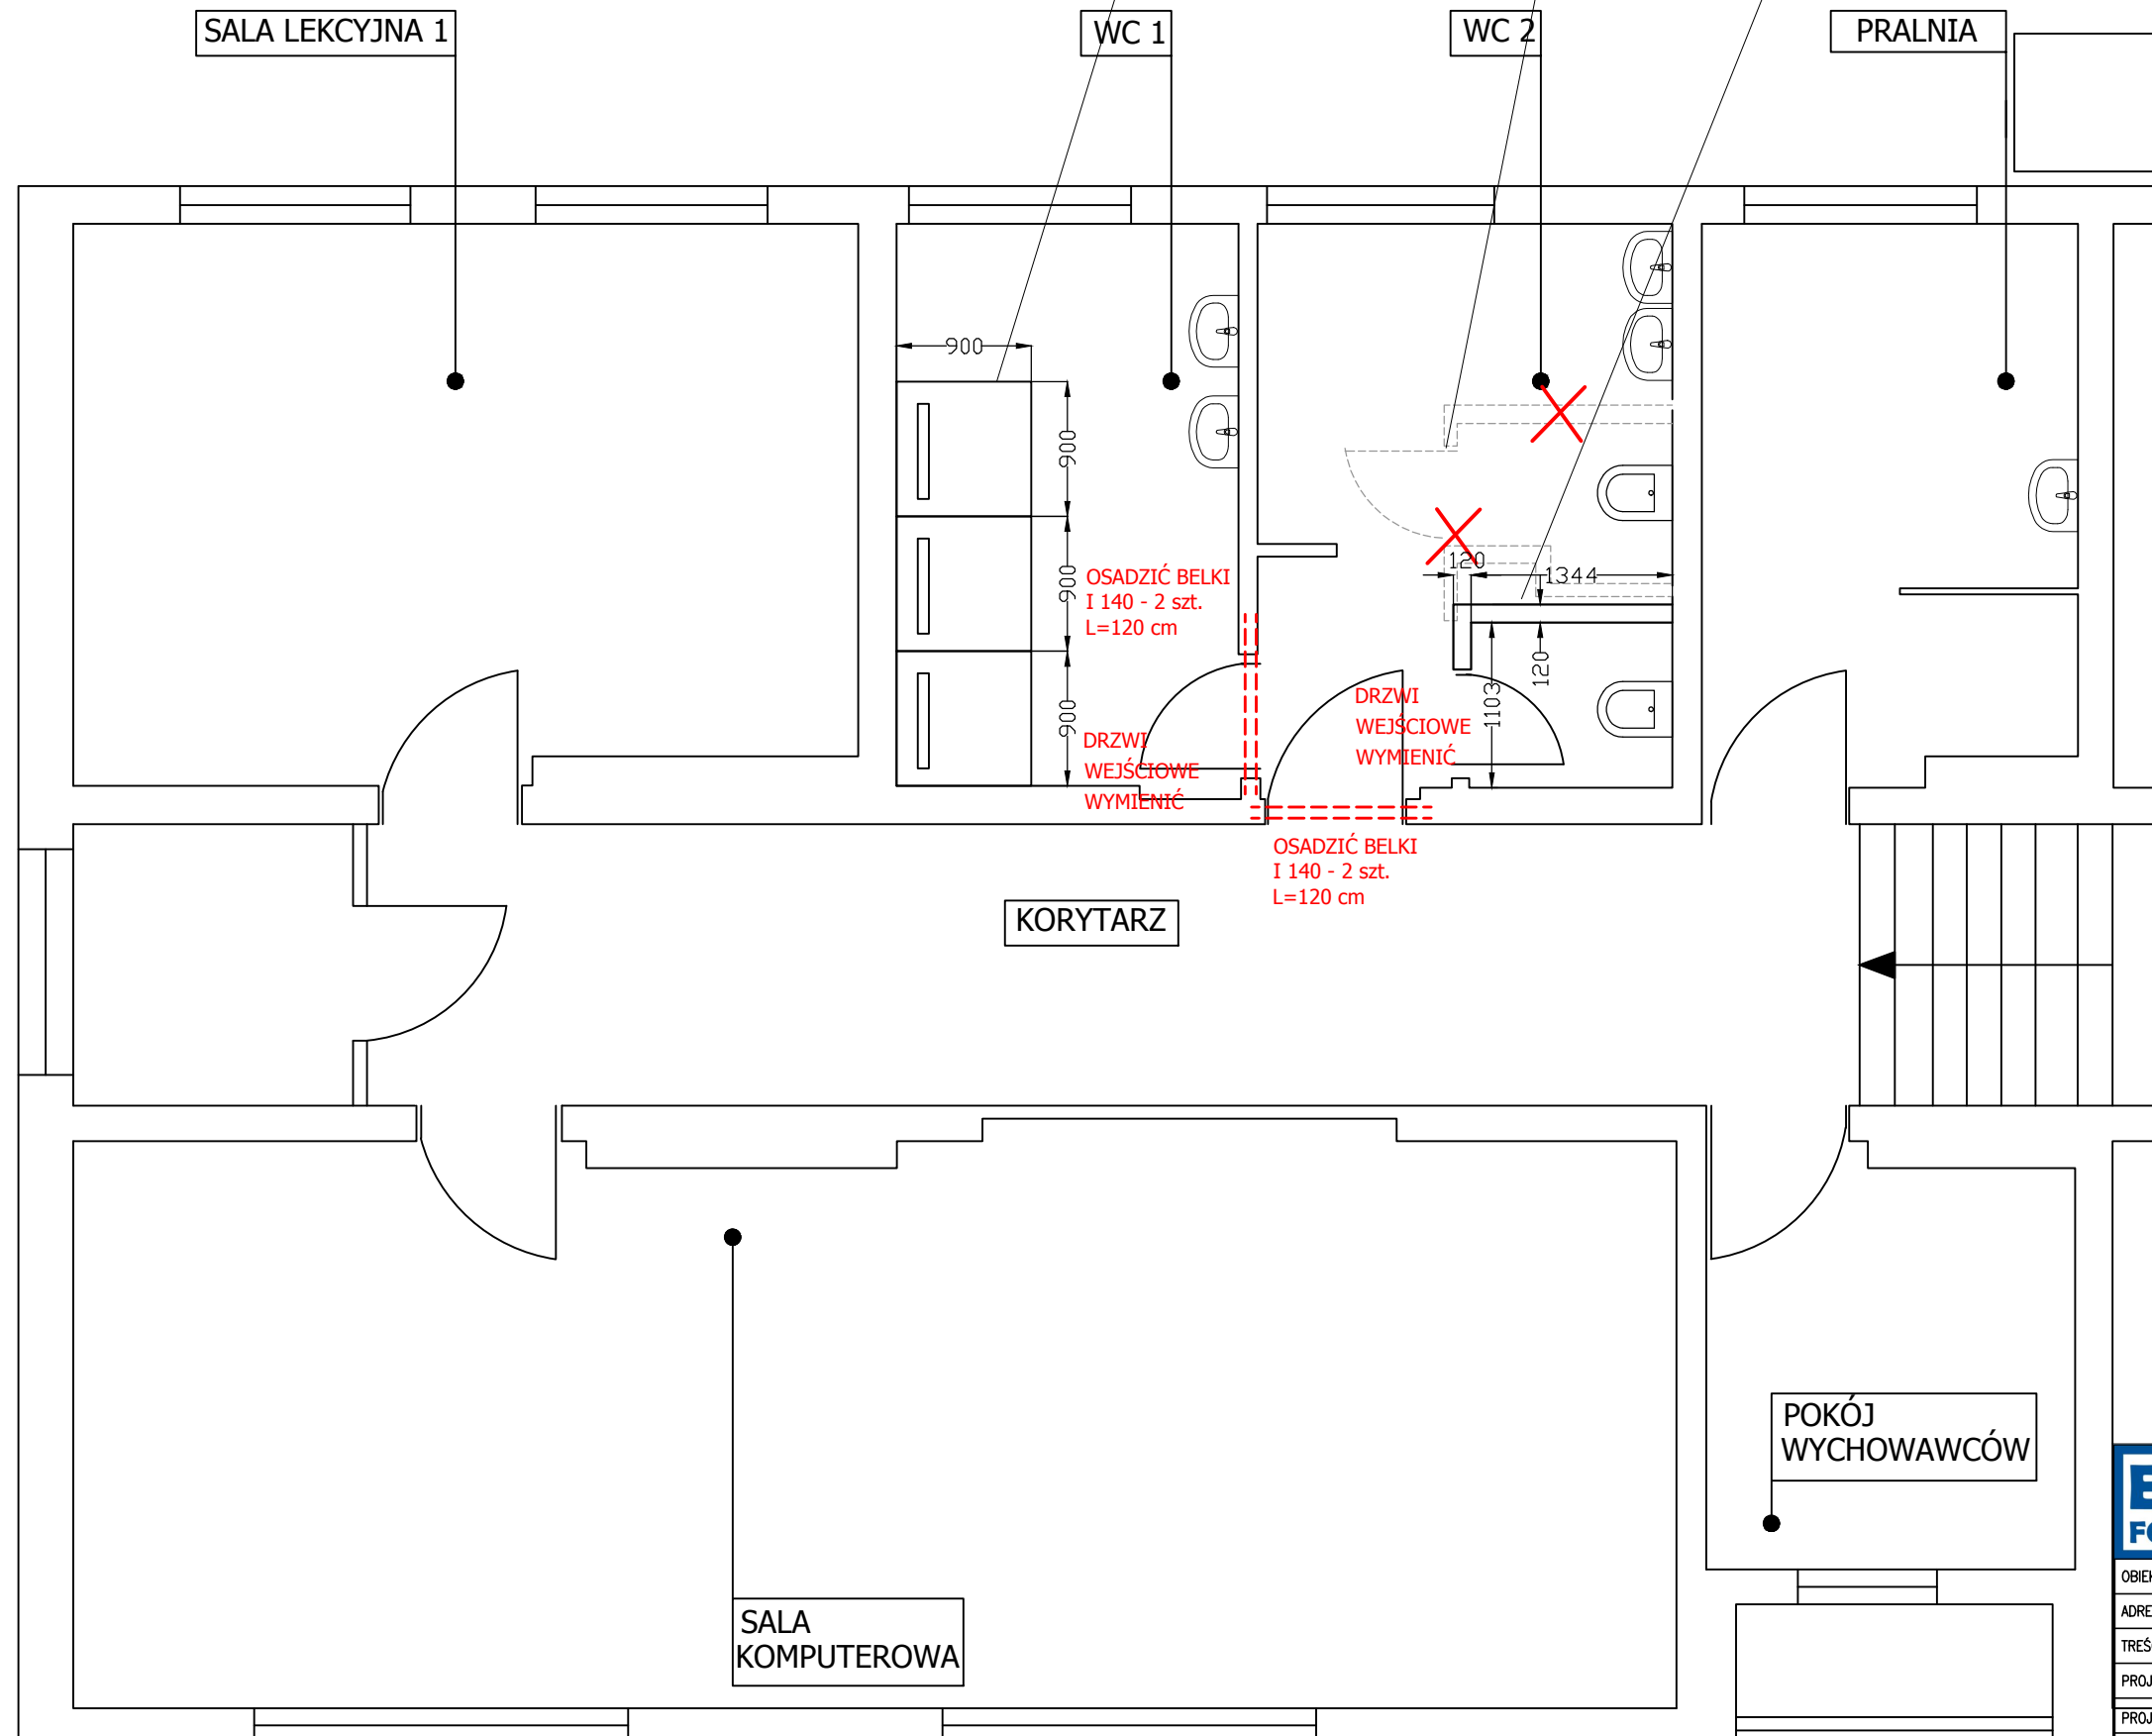 SALA LEKCYJNA 1
WC 1
WC 2
PRALNIA
900
900
900
900
OSADZIĆ BELKI
I 140 - 2 szt.
L=120 cm
120
1344
120
1103
DRZWI
WEJŚCIOWE
WYMIENIĆ
DRZWI
WEJŚCIOWE
WYMIENIĆ
OSADZIĆ BELKI
I 140 - 2 szt.
L=120 cm
KORYTARZ
POKÓJ
WYCHOWAWCÓW
SALA
KOMPUTEROWA